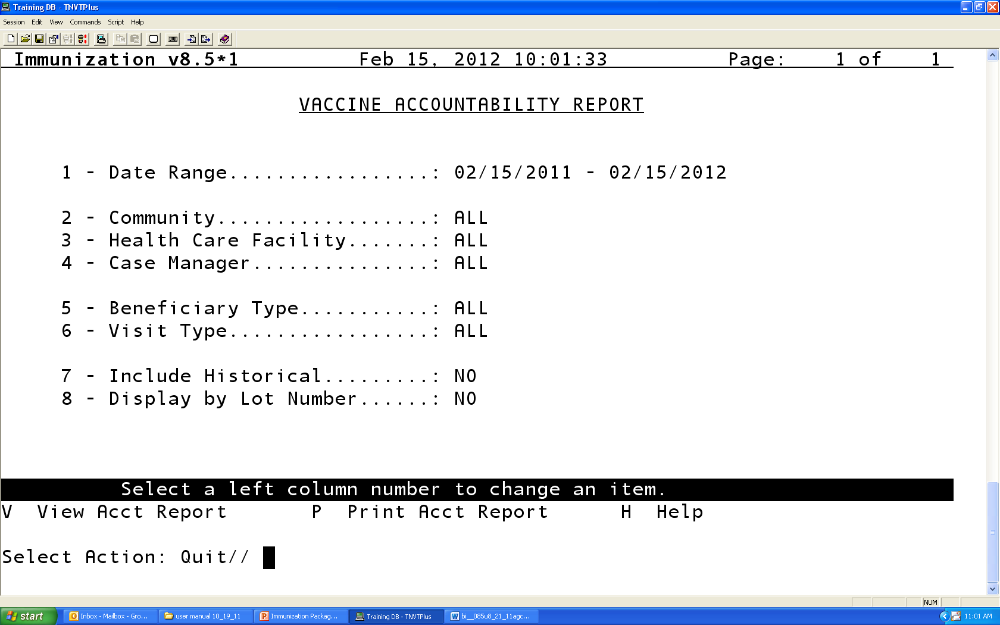 Training DB - TNVTPlus
Session Edit View Commands Script Help
Immunization v8.5*1 Feb 15, 2012 10:01:33 Page: 1 of 1
VACCINE ACCOUNTABILITY REPORT
1 - Date Range.................: 02/15/2011 - 02/15/2012
2 - Community..................: ALL
3 - Health Care Facility.......: ALL
4 - Case Manager...............: ALL
5 - Beneficiary Type...........: ALL
6 - Visit Type.................: ALL
7 - Include Historical.........: NO
8 - Display by Lot Number......: NO
Select a left column number to change an item.
V View Acct Report P Print Acct Report H Help
Select Action: Quit//
NUM
start Inbox - Mailbox - Gro... user manual 10_19_11 Immunization Packag... Training DB - TNVTPlus bi__085u8_21_11agc... 11:01 AM